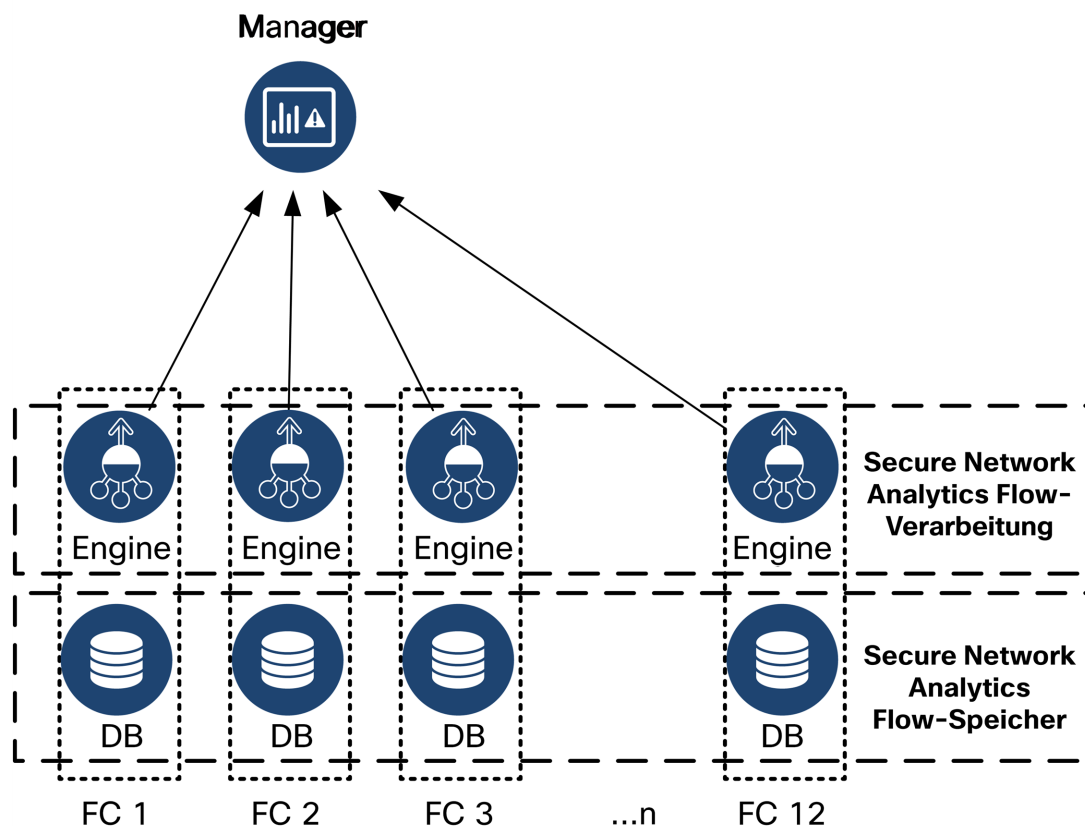 Manager
Engine
Engine
Engine
Engine
Secure Network
Analytics Flow-
Verarbeitung
DB
DB
DB
DB
Secure Network
Analytics
Flow-Speicher
FC 1
FC 2
FC 3
...n
FC 12